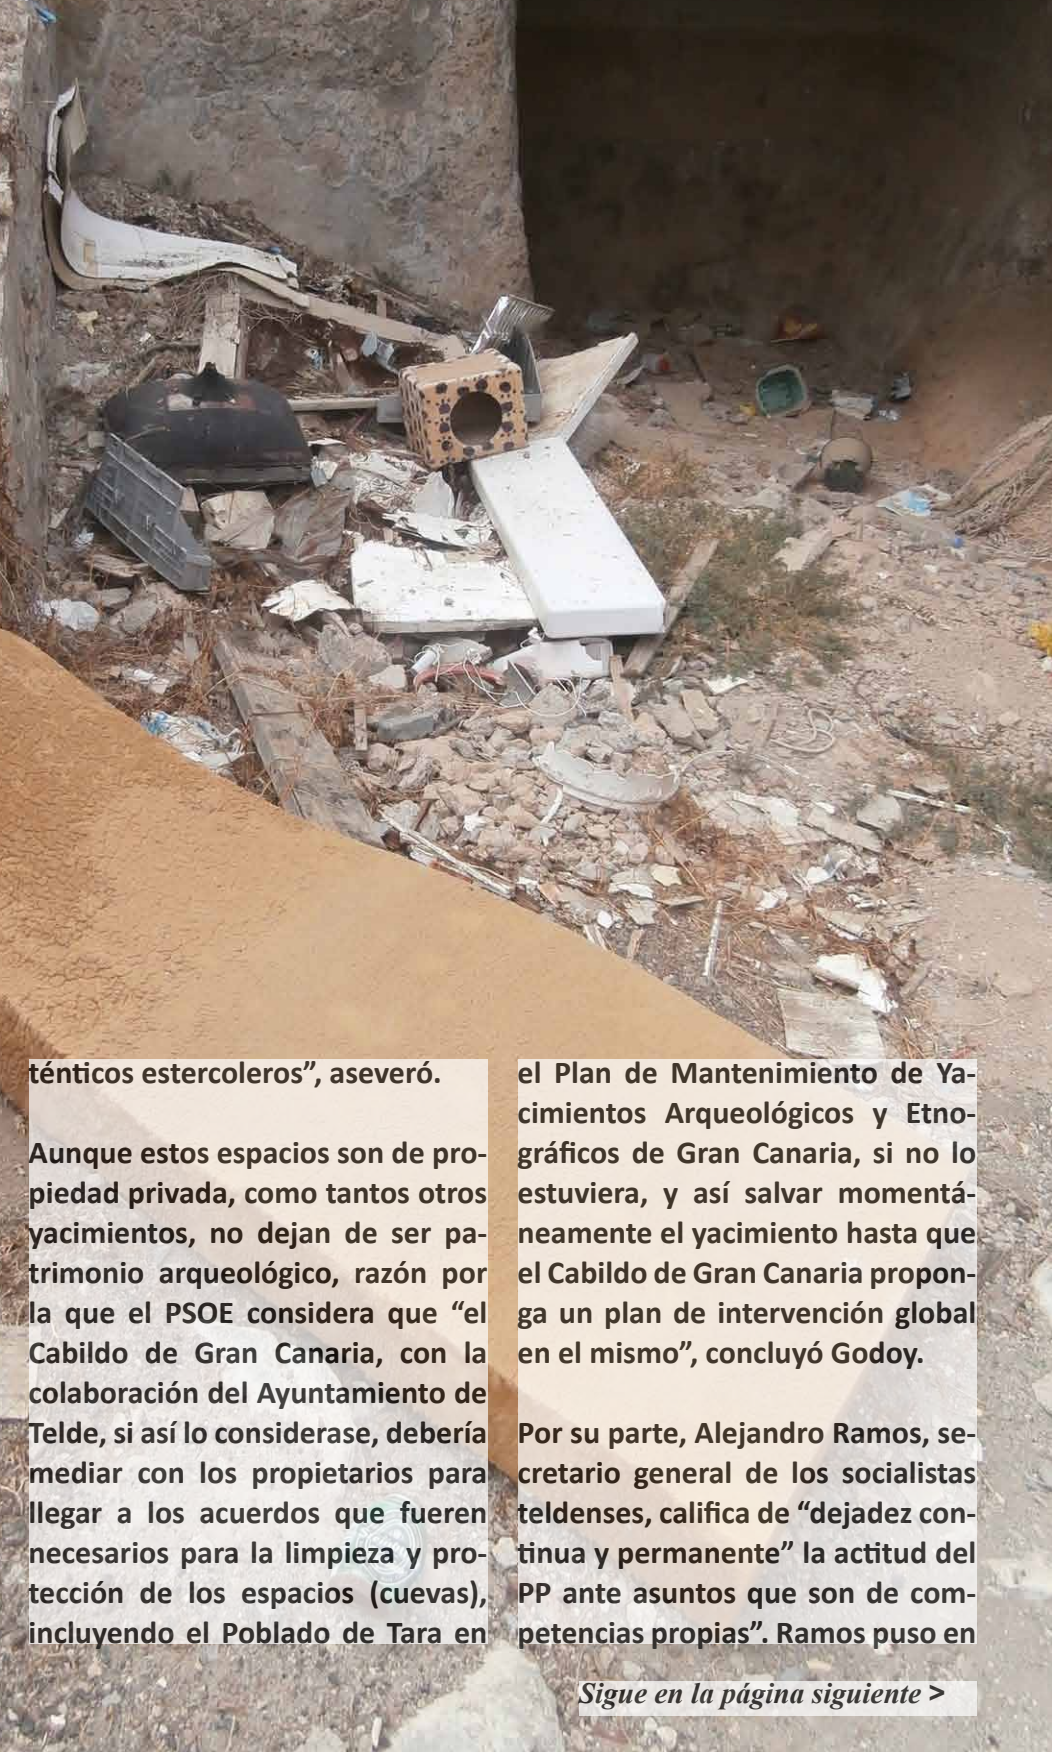 ténticos estercoleros”, aseveró.
Aunque estos espacios son de pro-
piedad privada, como tantos otros
yacimientos, no dejan de ser pa-
trimonio arqueológico, razón por
la que el PSOE considera que “el
Cabildo de Gran Canaria, con la
colaboración del Ayuntamiento de
Telde, si así lo considerase, debería
mediar con los propietarios para
llegar a los acuerdos que fueren
necesarios para la limpieza y pro-
tección de los espacios (cuevas),
incluyendo el Poblado de Tara en
el Plan de Mantenimiento de Ya-
cimientos Arqueológicos y Etno-
gráficos de Gran Canaria, si no lo
estuviera, y así salvar momentá-
neamente el yacimiento hasta que
el Cabildo de Gran Canaria propon-
ga un plan de intervención global
en el mismo”, concluyó Godoy.
Por su parte, Alejandro Ramos, se-
cretario general de los socialistas
teldenses, califica de “dejadez con-
tinua y permanente” la actitud del
PP ante asuntos que son de com-
petencias propias”. Ramos puso en
Sigue en la página siguiente >